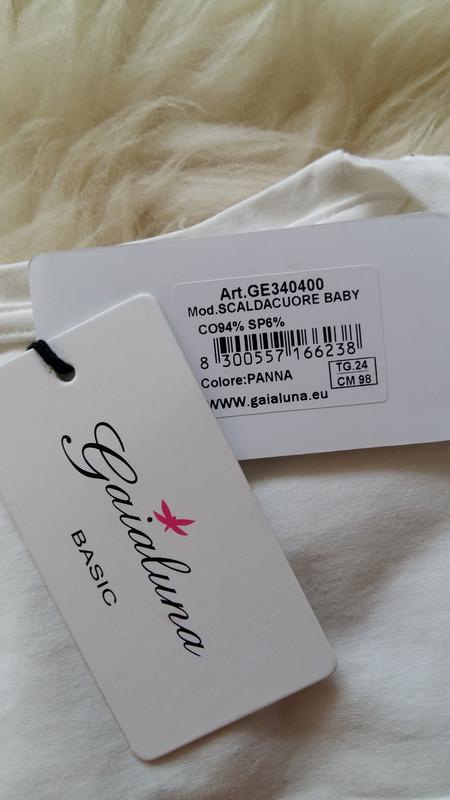 Art.GE340400
Mod.SCALDACUORE BABY
CO94% SP6%
8 300557 166238
Colore:PANNA
TG.24
CM 98
www.gaialuna.eu
Gaialuna
BASIC